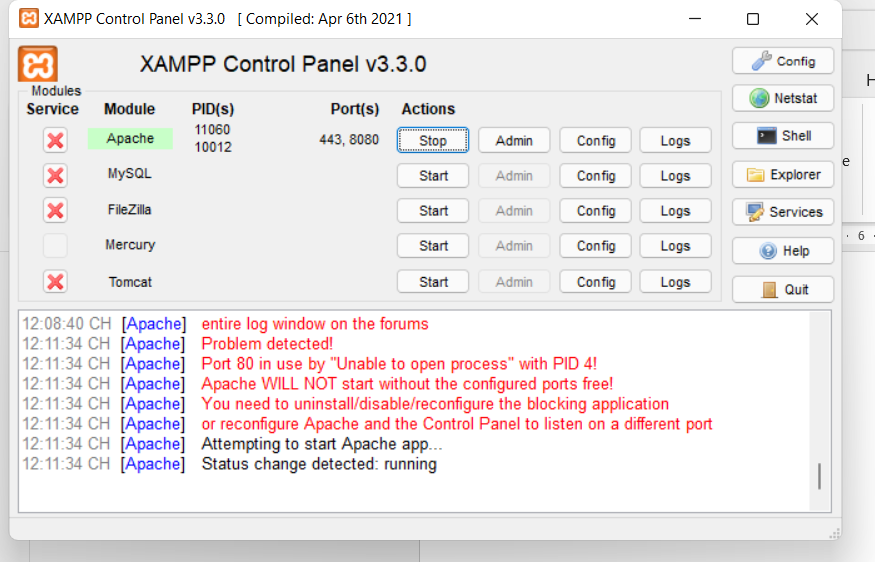 XAMPP Control Panel v3.3.0 [ Compiled: Apr 6th 2021 ]
XAMPP Control Panel v3.3.0
Config
Modules
Service Module PID(s) Port(s) Actions
Netstat
H
Apache 11060 10012 443, 8080 Stop Admin Config Logs
Shell
MySQL Start Admin Config Logs
Explorer
e
FileZilla Start Admin Config Logs
Services
Mercury Start Admin Config Logs
Help
· 6 ·
Tomcat Start Admin Config Logs
Quit
12:08:40 CH [Apache] entire log window on the forums
12:11:34 CH [Apache] Problem detected!
12:11:34 CH [Apache] Port 80 in use by "Unable to open process" with PID 4!
12:11:34 CH [Apache] Apache WILL NOT start without the configured ports free!
12:11:34 CH [Apache] You need to uninstall/disable/reconfigure the blocking application
12:11:34 CH [Apache] or reconfigure Apache and the Control Panel to listen on a different port
12:11:34 CH [Apache] Attempting to start Apache app...
12:11:34 CH [Apache] Status change detected: running